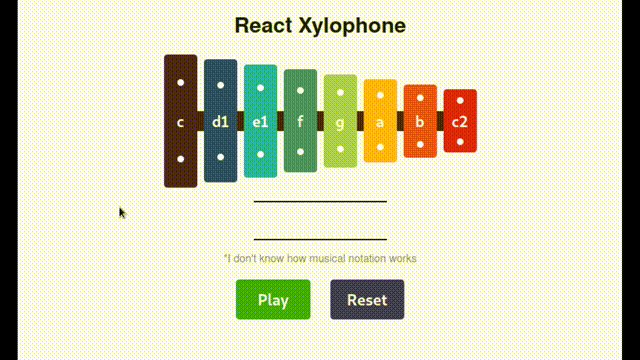 React Xylophone
c d1 e1 f g a b c2
*I don't know how musical notation works
Play Reset